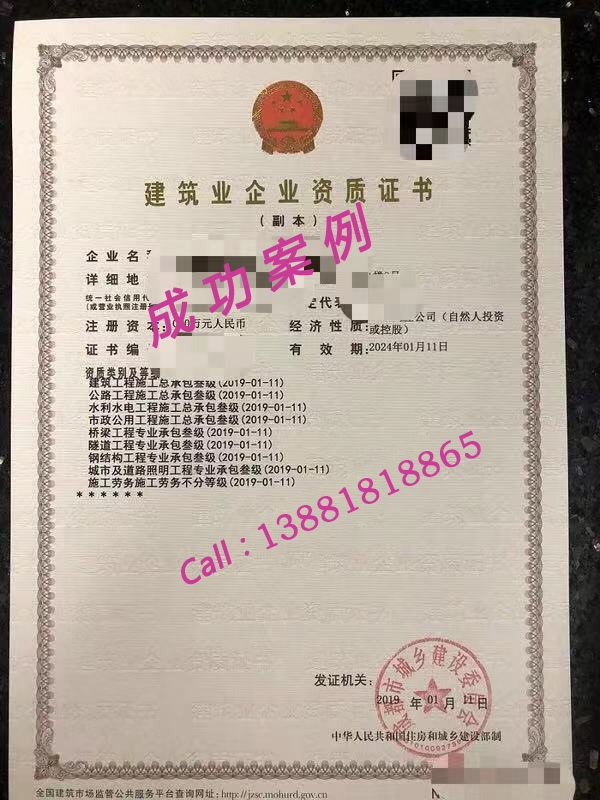 建筑业企业资质证书
(副本)
企业名
成功案例
详细地
统一社会信用代
(或营业执照注册
定代表
注册资本: 万元人民币
经济性质: 公司（自然人投资
或控股）
证书编
有效期: 2024年01月11日
资质类别及等
建筑工程施工总承包叁级(2019-01-11)
公路工程施工总承包叁级(2019-01-11)
水利水电工程施工总承包叁级(2019-01-11)
市政公用工程施工总承包叁级(2019-01-11)
桥梁工程专业承包叁级(2019-01-11)
隧道工程专业承包叁级(2019-01-11)
钢结构工程专业承包叁级(2019-01-11)
城市及道路照明工程专业承包叁级(2019-01-11)
施工劳务施工劳务不分等级(2019-01-11)
******
Call：13881818865
发证机关:
成都市城乡建设委员会
2019 年 01 月 11 日
中华人民共和国住房和城乡建设部制
全国建筑市场监管公共服务平台查询网址: http://jzsc.mohurd.gov.cn